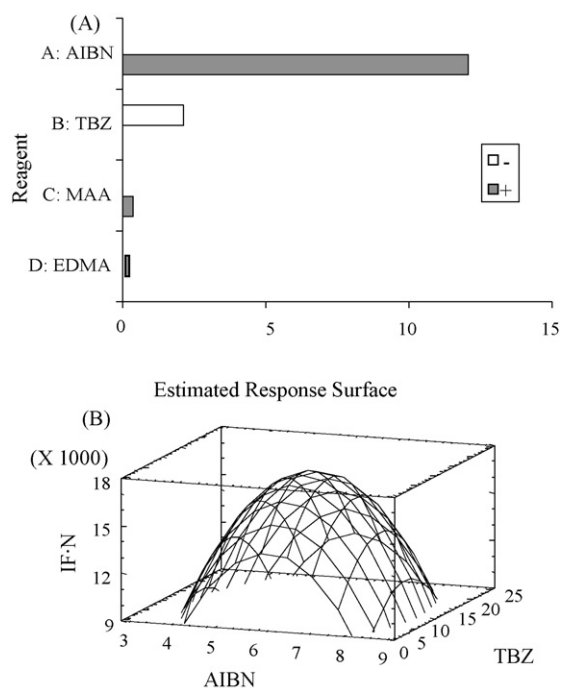 (A)
A: AIBN
B: TBZ
C: MAA
D: EDMA
Reagent
-
+
0 5 10 15
Estimated Response Surface
(B)
(X 1000)
18
15
12
9
IF·N
3 4 5 6 7 8 9
AIBN
0 5 10 15 20 25
TBZ